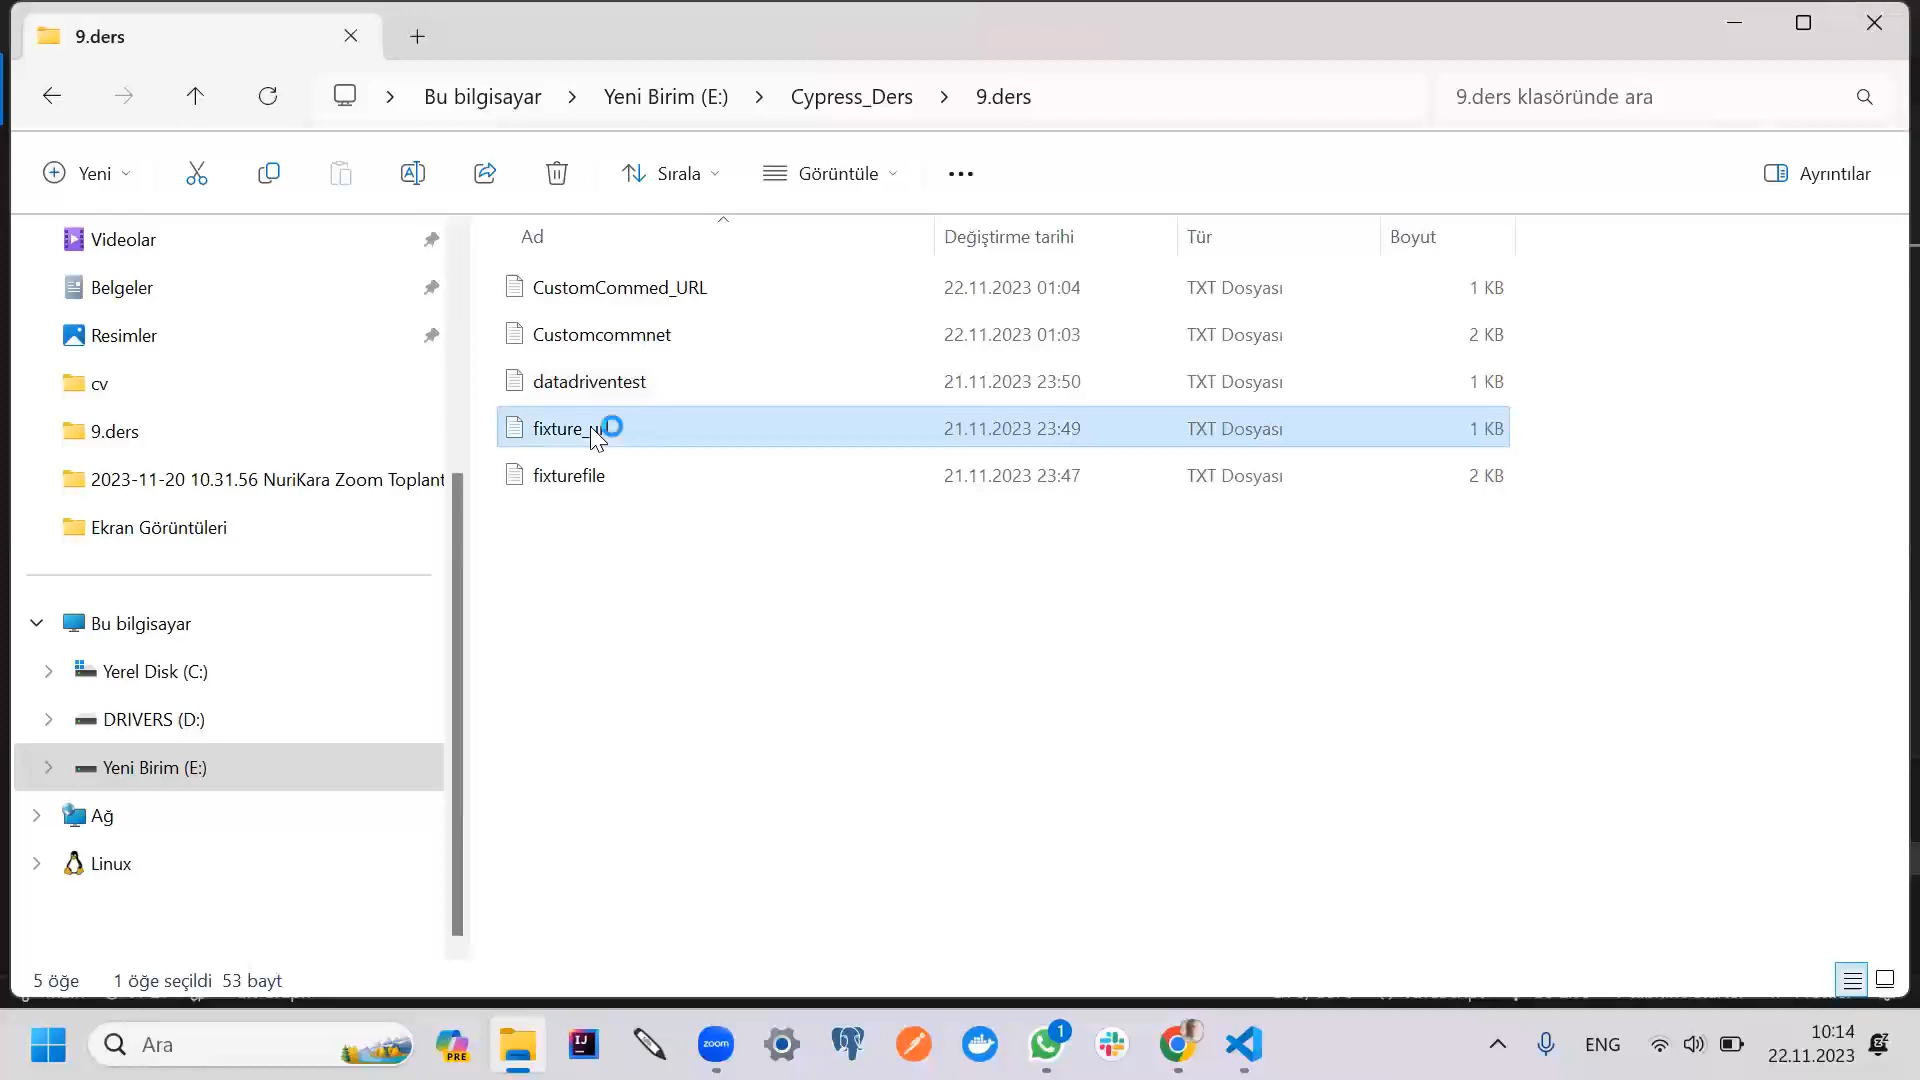 9.ders
Bu bilgisayar
Yeni Birim (E:)
Cypress_Ders
9.ders
9.ders klasöründe ara
Yeni
Sırala
Görüntüle
Ayrıntılar
Videolar
Belgeler
Resimler
cv
9.ders
2023-11-20 10.31.56 NuriKara Zoom Toplant
Ekran Görüntüleri
Bu bilgisayar
Yerel Disk (C:)
DRIVERS (D:)
Yeni Birim (E:)
Ağ
Linux
Ad Değiştirme tarihi Tür Boyut
CustomCommed_URL 22.11.2023 01:04 TXT Dosyası 1 KB
Customcommnet 22.11.2023 01:03 TXT Dosyası 2 KB
datadriventest 21.11.2023 23:50 TXT Dosyası 1 KB
21.11.2023 23:49 TXT Dosyası 1 KB
fixturefile 21.11.2023 23:47 TXT Dosyası 2 KB
5 öğe 1 öğe seçildi 53 bayt
Ara
PRE
IJ
zoom
1
ENG
10:14
22.11.2023